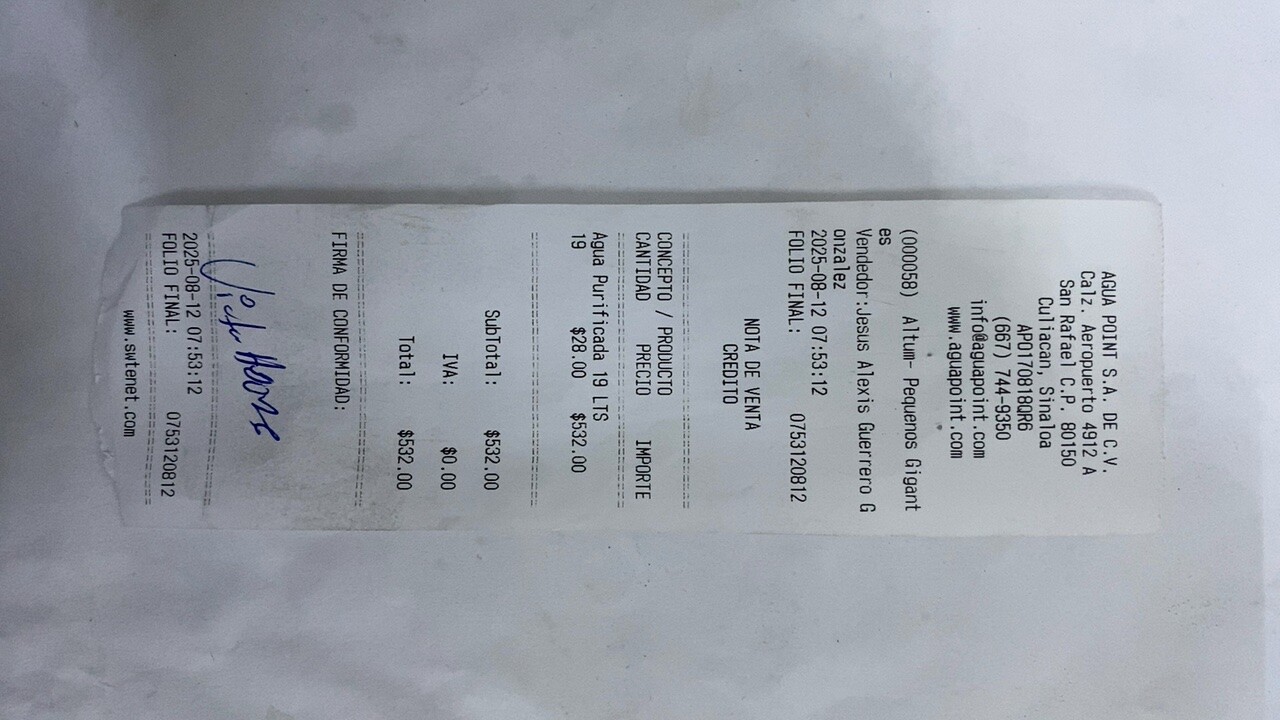 AGUA POINT S.A. DE C.V.
Calz. Aeropuerto 4912 A
San Rafael C.P. 80150
Culiacan, Sinaloa
APO170818QR6
(667) 744-9350
info@aguapoint.com
www.aguapoint.com
(000058) Altum- Pequenos Gigant
es
Vendedor:Jesus Alexis Guerrero G
onzalez
2025-08-12 07:53:12
FOLIO FINAL: 0753120812
NOTA DE VENTA
CREDITO
CONCEPTO / PRODUCTO
CANTIDAD PRECIO IMPORTE
Agua Purificada 19 LTS
19 $28.00 $532.00
SubTotal: $532.00
IVA: $0.00
Total: $532.00
FIRMA DE CONFORMIDAD:
2025-08-12 07:53:12
FOLIO FINAL: 0753120812
www.swtenet.com